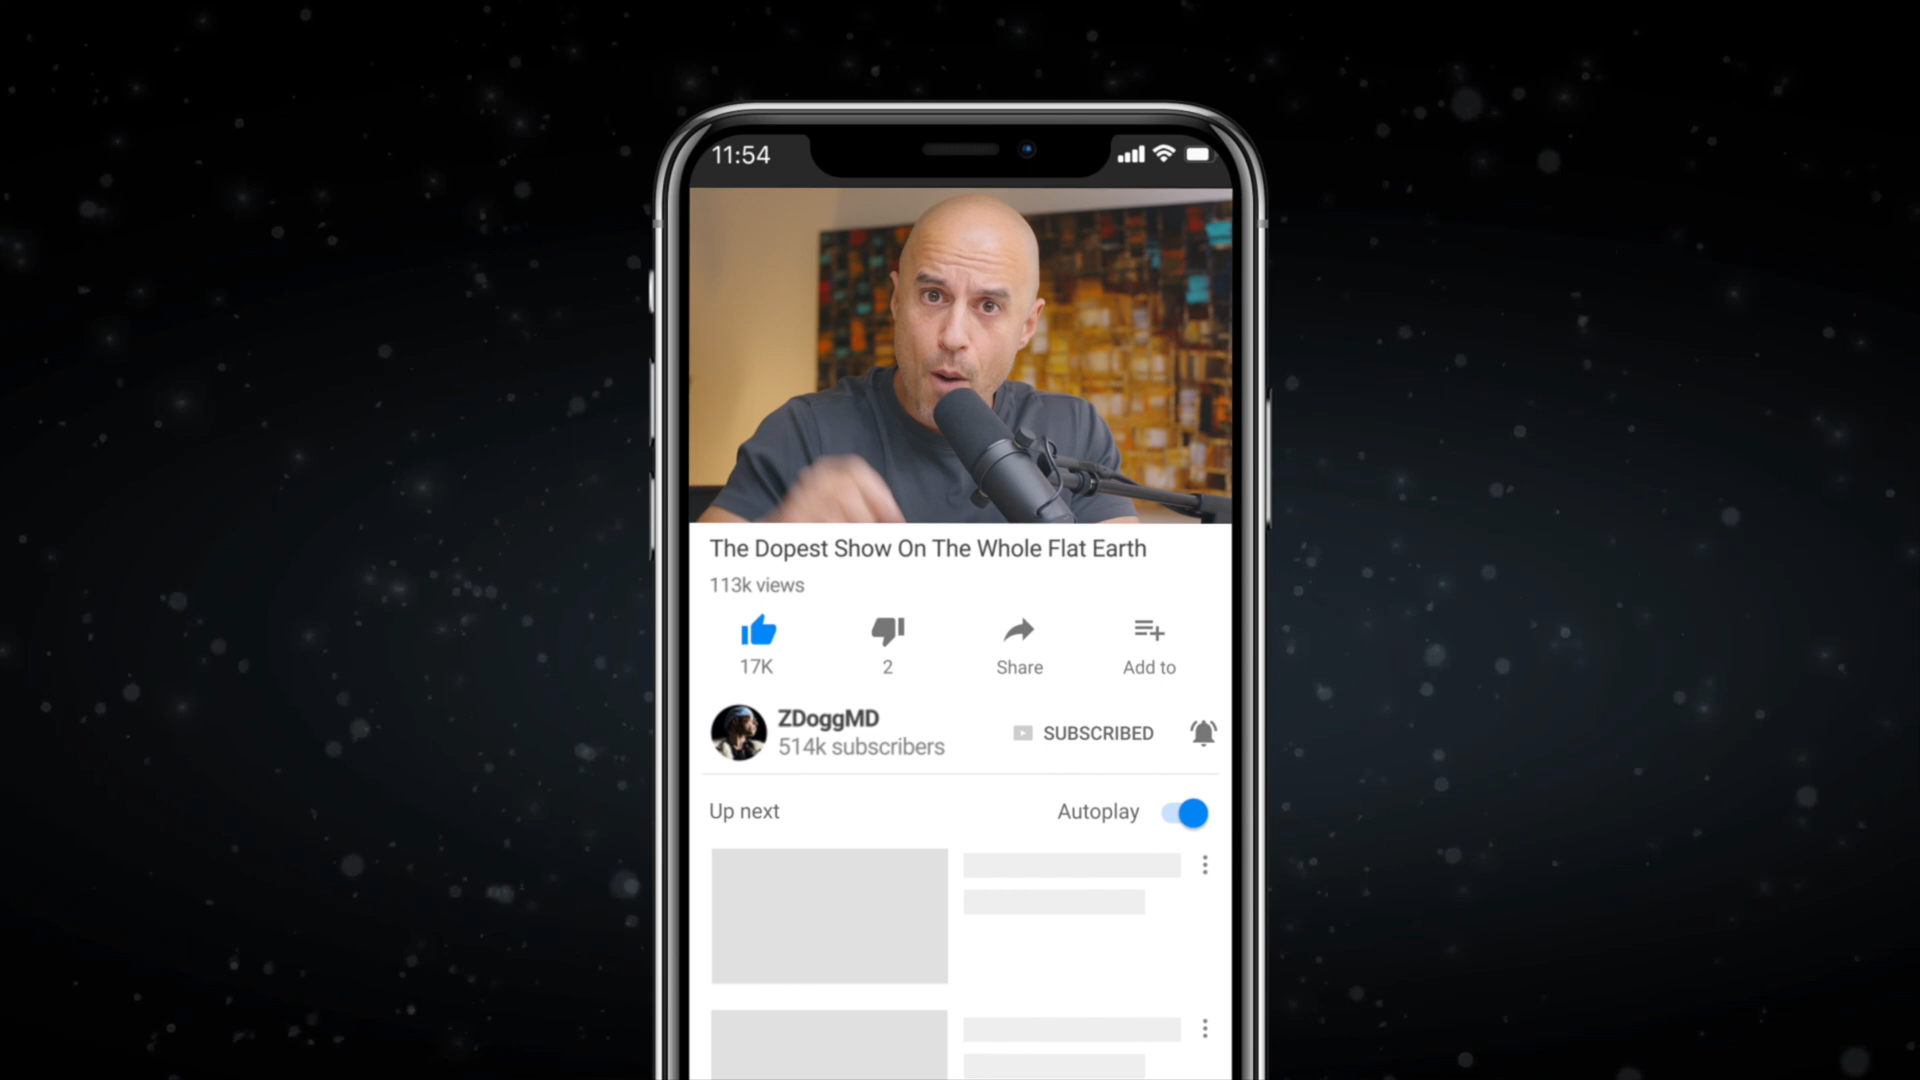 11:54
The Dopest Show On The Whole Flat Earth
113k views
17K
2
Share
Add to
ZDoggMD
514k subscribers
SUBSCRIBED
Up next
Autoplay